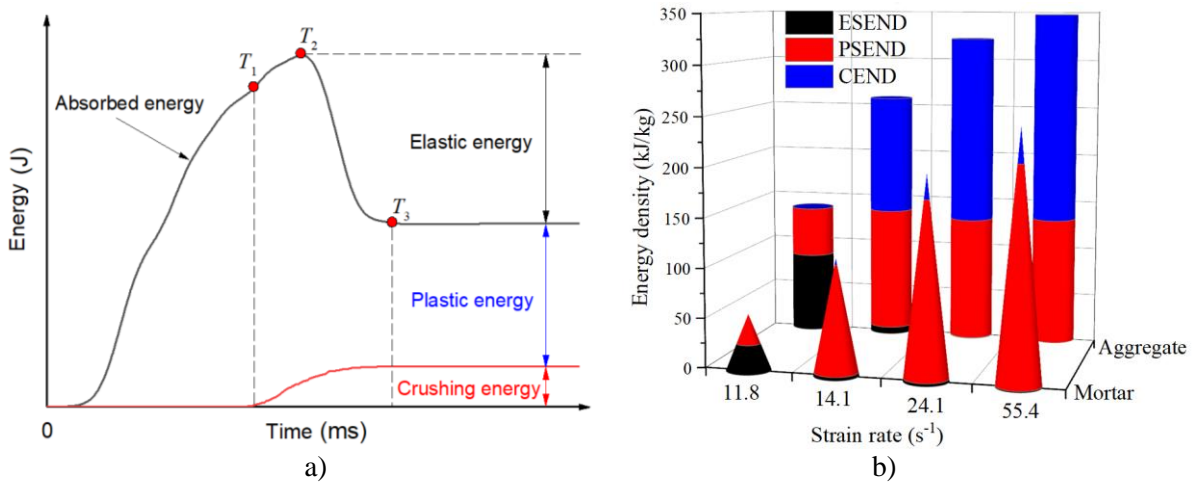 Energy (J)
T1
T2
T3
Absorbed energy
Elastic energy
Plastic energy
Crushing energy
0
Time (ms)
a)
ESEND
PSEND
CEND
Energy density (kJ/kg)
350
300
250
200
150
100
50
0
11.8
14.1
24.1
55.4
Strain rate (s⁻¹)
Aggregate
Mortar
b)